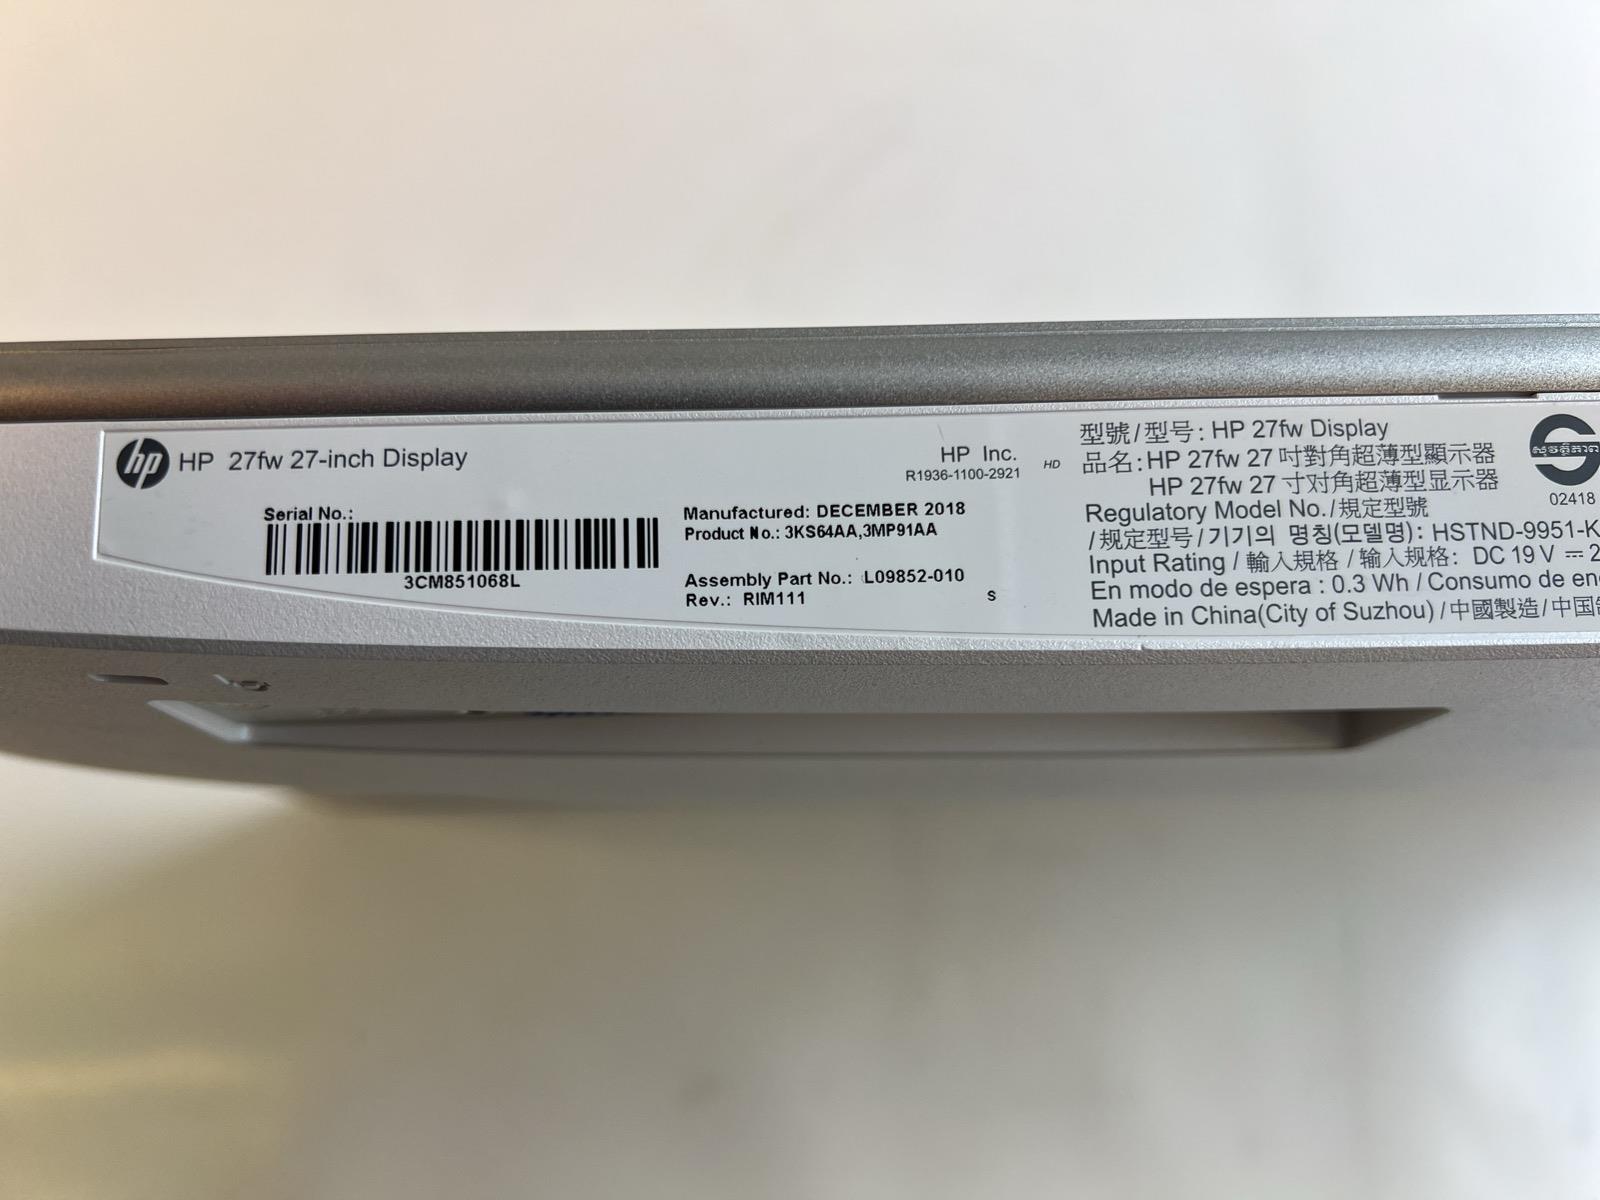 hp HP 27fw 27-inch Display
HP Inc.
R1936-1100-2921
HD
Serial No.:
3CM851068L
Manufactured: DECEMBER 2018
Product No.: 3KS64AA,3MP91AA
Assembly Part No.: L09852-010
Rev.: RIM111
S
型號/型号: HP 27fw Display
品名: HP 27fw 27 吋對角超薄型顯示器
HP 27fw 27 寸对角超薄型显示器
Regulatory Model No./規定型號
/规定型号/기기의 명칭(모델명): HSTND-9951-K
Input Rating / 輸入規格 / 输入规格: DC 19 V ⎓ 2
En modo de espera : 0.3 Wh / Consumo de en
Made in China(City of Suzhou) / 中國製造 / 中国
02418